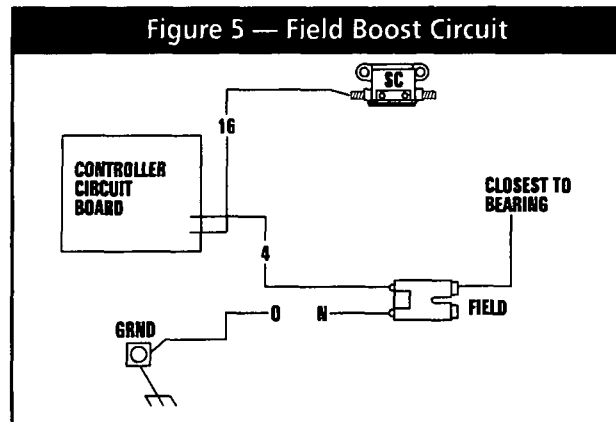 Figure 5 — Field Boost Circuit
SC
16
CONTROLLER
CIRCUIT
BOARD
CLOSEST TO
BEARING
4
FIELD
0 N
GRND